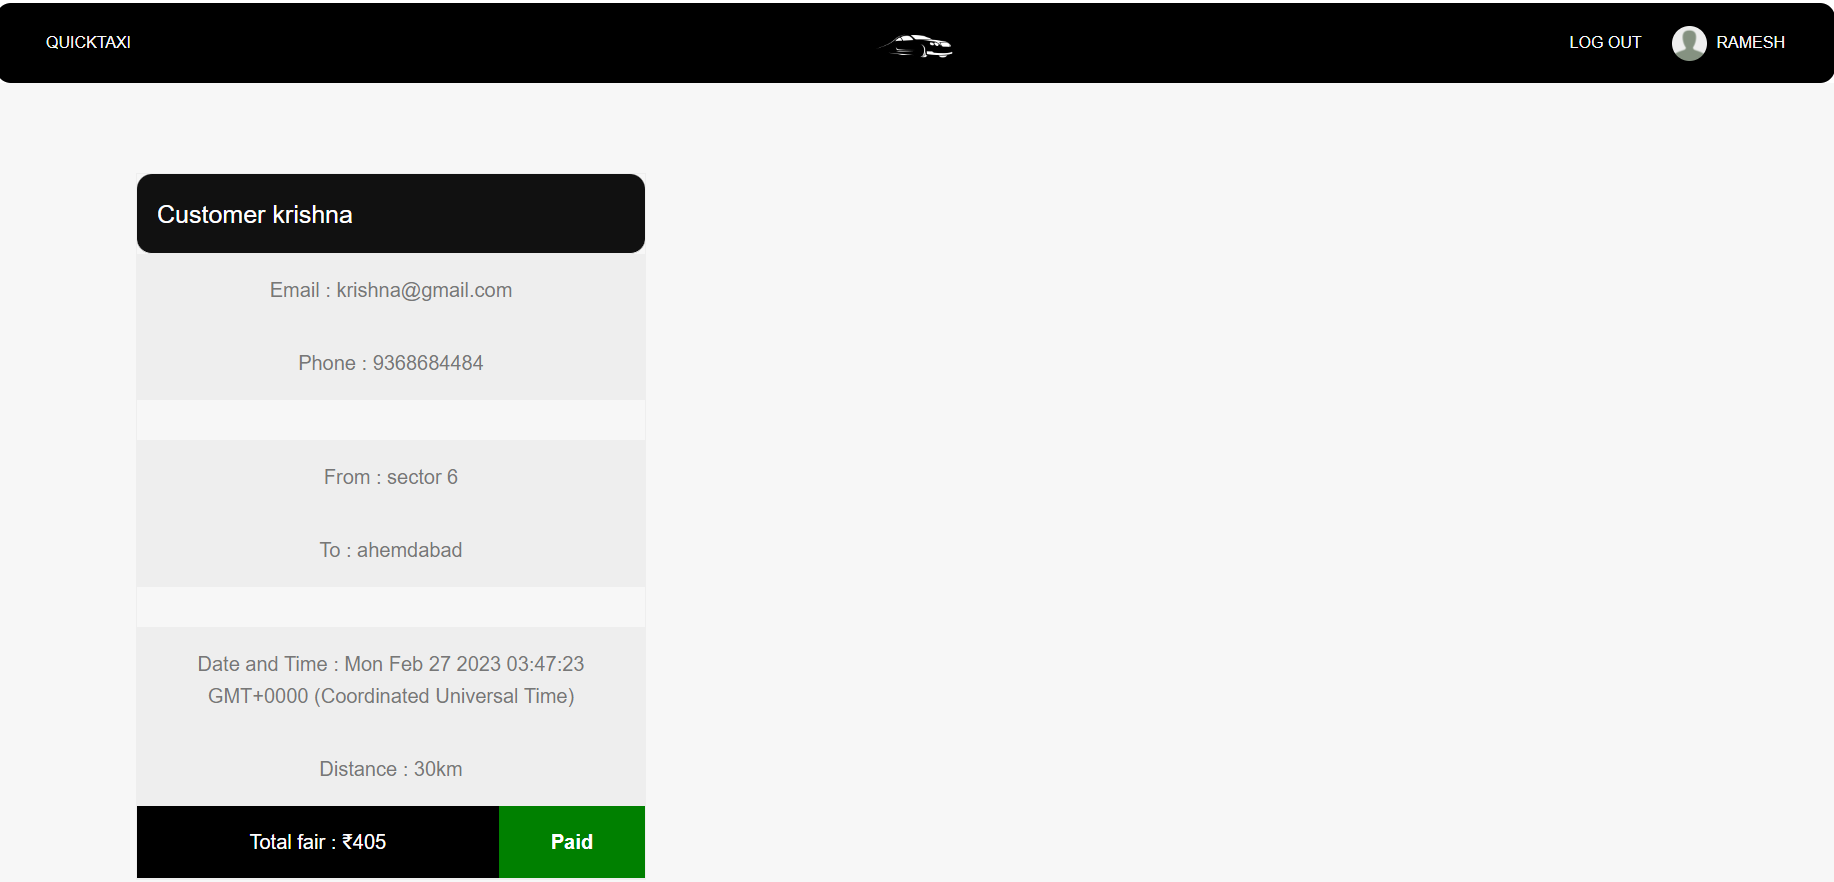 QUICKTAXI
LOG OUT
RAMESH
Customer krishna
Email : krishna@gmail.com
Phone : 9368684484
From : sector 6
To : ahemdabad
Date and Time : Mon Feb 27 2023 03:47:23
GMT+0000 (Coordinated Universal Time)
Distance : 30km
Total fair : ₹405
Paid